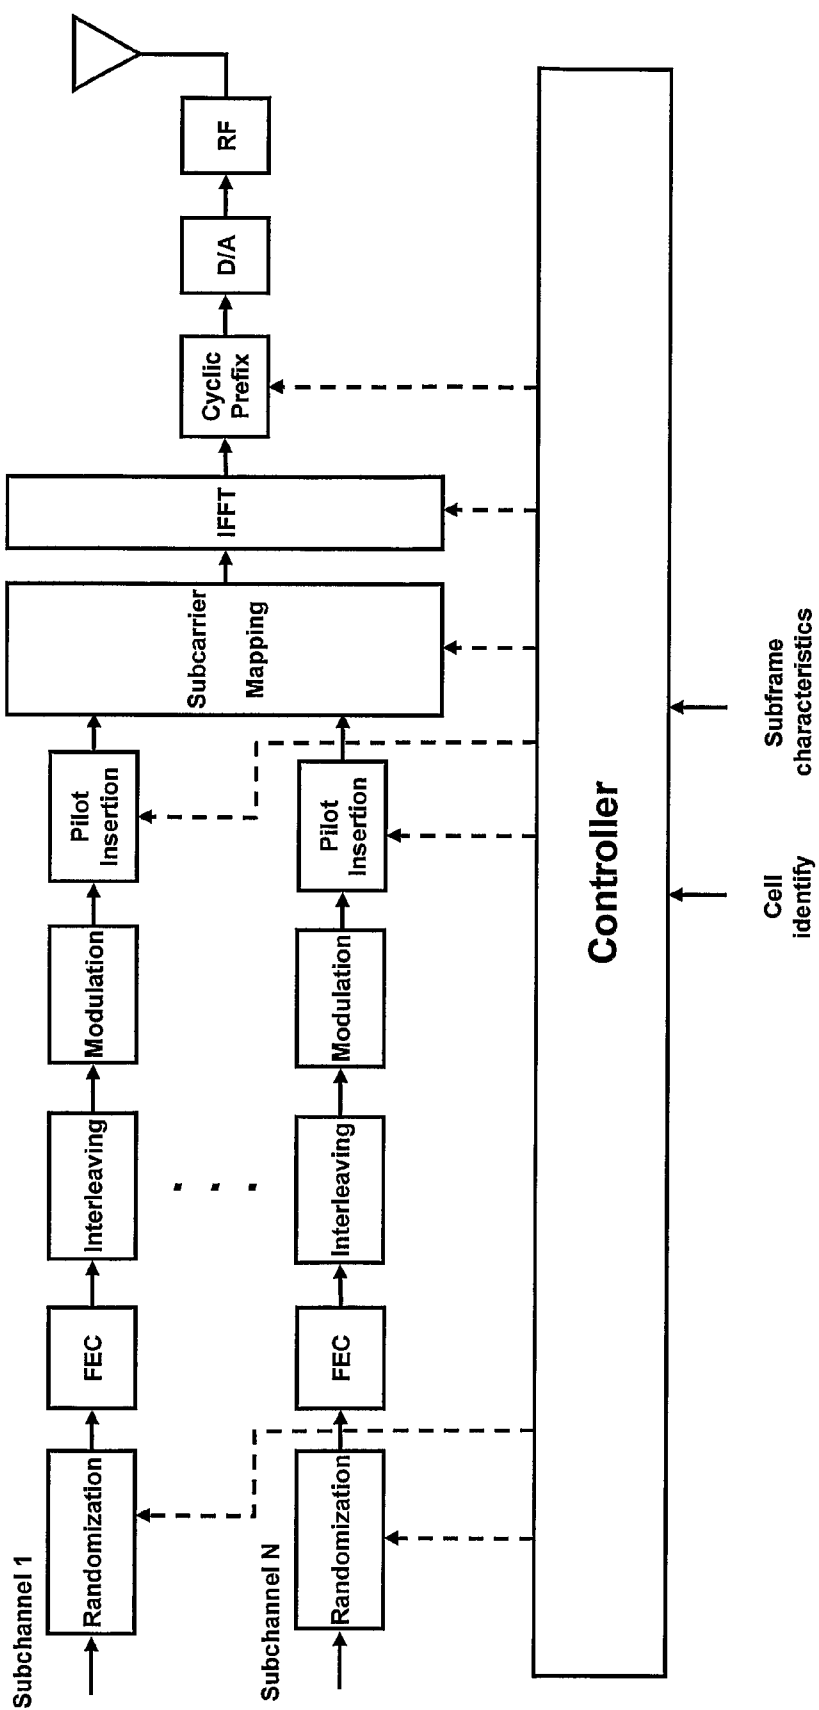 Subchannel 1
Randomization
FEC
Interleaving
Modulation
Pilot
Insertion
Subchannel N
Randomization
FEC
Interleaving
Modulation
Pilot
Insertion
Subcarrier
Mapping
IFFT
Cyclic
Prefix
D/A
RF
Controller
Cell
identify
Subframe
characteristics